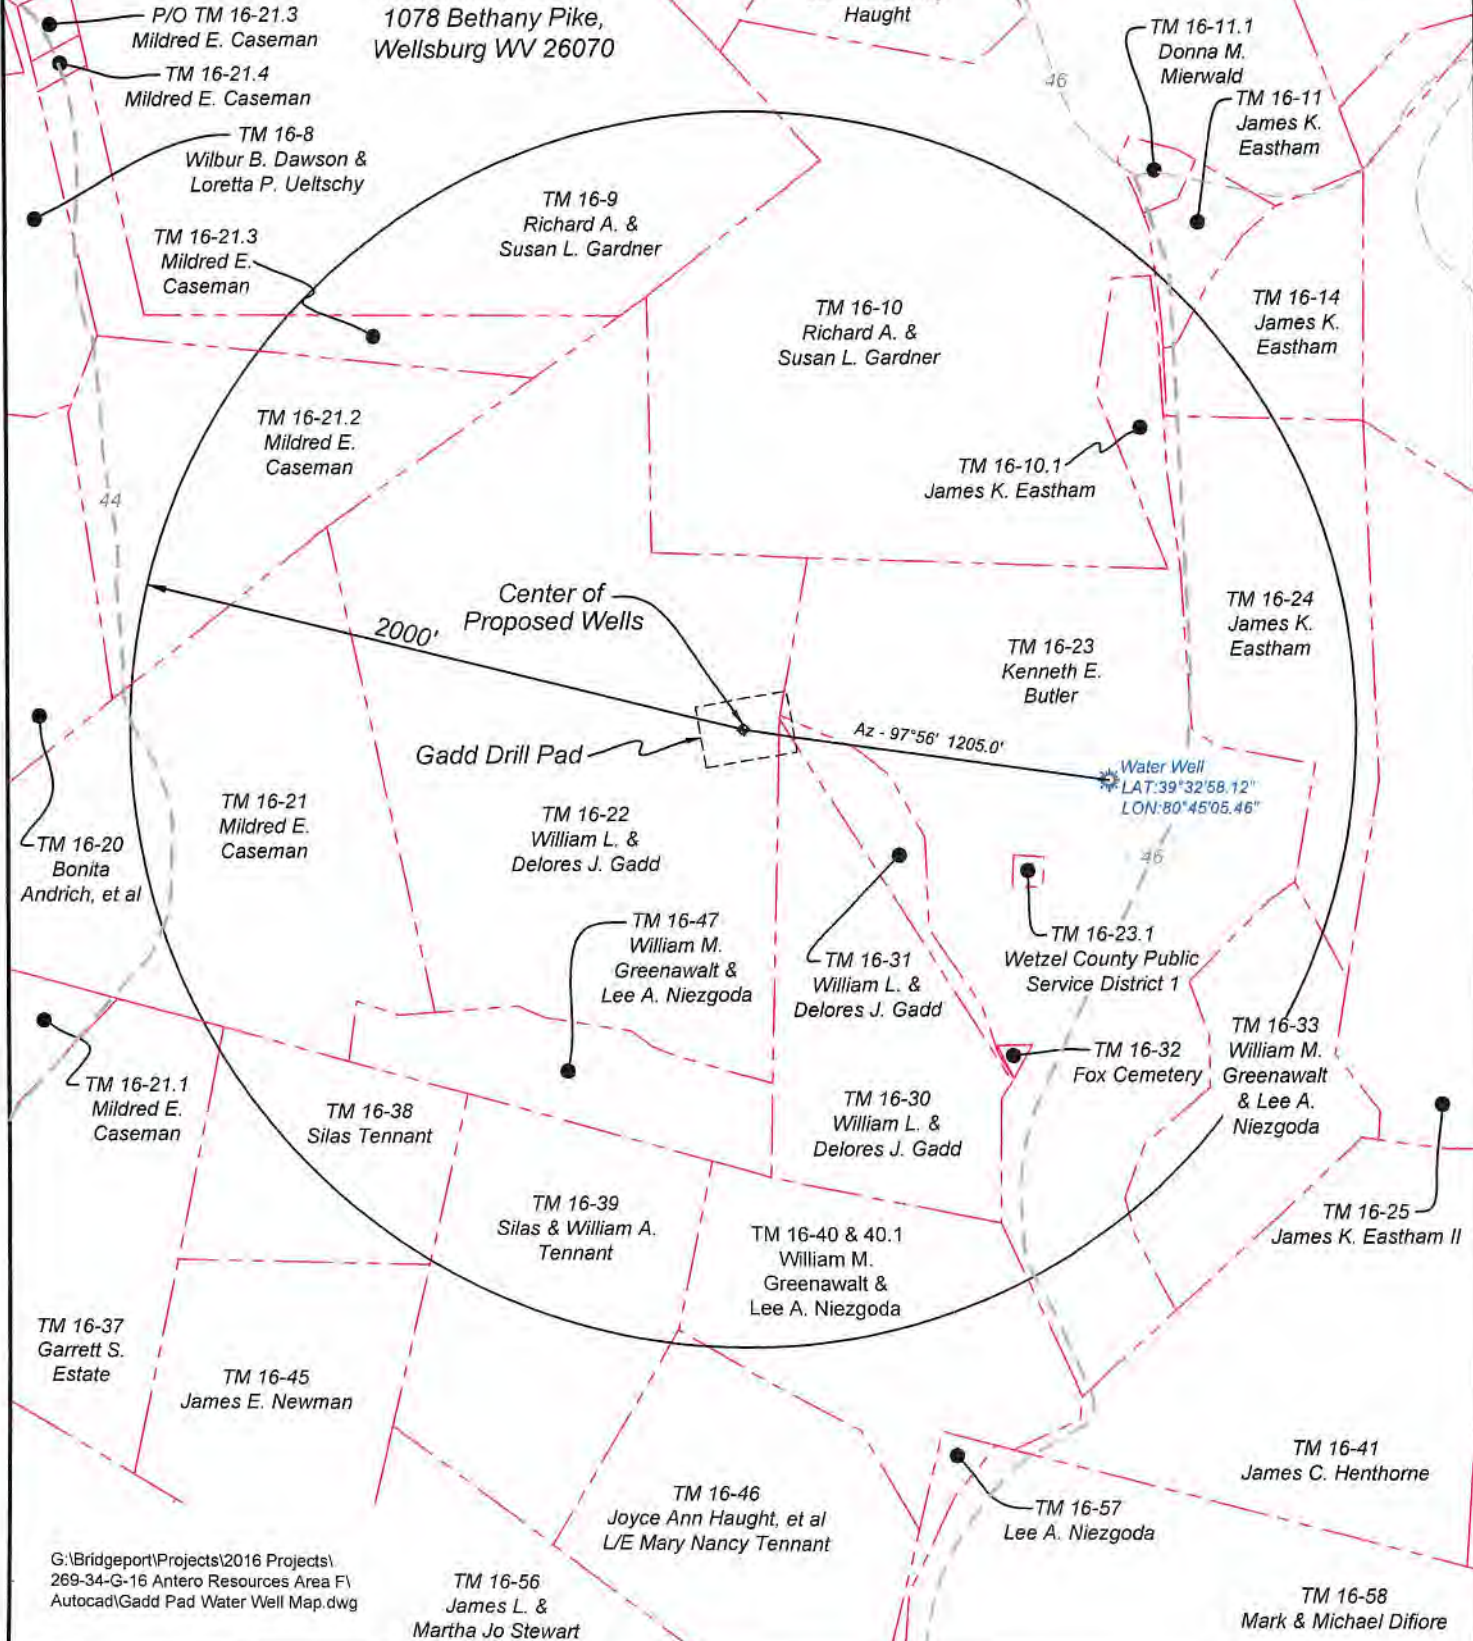 P/O TM 16-21.3
Mildred E. Caseman
1078 Bethany Pike,
Wellsburg WV 26070
Haught
TM 16-11.1
Donna M.
Mierwald
TM 16-21.4
Mildred E. Caseman
46
TM 16-11
James K.
Eastham
TM 16-8
Wilbur B. Dawson &
Loretta P. Ueltschy
TM 16-9
Richard A. &
Susan L. Gardner
TM 16-21.3
Mildred E.
Caseman
TM 16-10
Richard A. &
Susan L. Gardner
TM 16-14
James K.
Eastham
TM 16-21.2
Mildred E.
Caseman
TM 16-10.1
James K. Eastham
44
Center of
Proposed Wells
2000'
TM 16-24
James K.
Eastham
TM 16-23
Kenneth E.
Butler
Az - 97°56' 1205.0'
Gadd Drill Pad
Water Well
LAT:39°32'58.12"
LON:80°45'05.46"
TM 16-21
Mildred E.
Caseman
TM 16-22
William L. &
Delores J. Gadd
TM 16-20
Bonita
Andrich, et al
46
TM 16-47
William M.
Greenawalt &
Lee A. Niezgoda
TM 16-31
William L. &
Delores J. Gadd
TM 16-23.1
Wetzel County Public
Service District 1
TM 16-33
William M.
Greenawalt
& Lee A.
Niezgoda
TM 16-32
Fox Cemetery
TM 16-21.1
Mildred E.
Caseman
TM 16-38
Silas Tennant
TM 16-30
William L. &
Delores J. Gadd
TM 16-39
Silas & William A.
Tennant
TM 16-40 & 40.1
William M.
Greenawalt &
Lee A. Niezgoda
TM 16-25
James K. Eastham II
TM 16-37
Garrett S.
Estate
TM 16-45
James E. Newman
TM 16-41
James C. Henthorne
TM 16-46
Joyce Ann Haught, et al
L/E Mary Nancy Tennant
TM 16-57
Lee A. Niezgoda
G:\Bridgeport\Projects\2016 Projects\
269-34-G-16 Antero Resources Area F\
Autocad\Gadd Pad Water Well Map.dwg
TM 16-56
James L. &
Martha Jo Stewart
TM 16-58
Mark & Michael Difiore